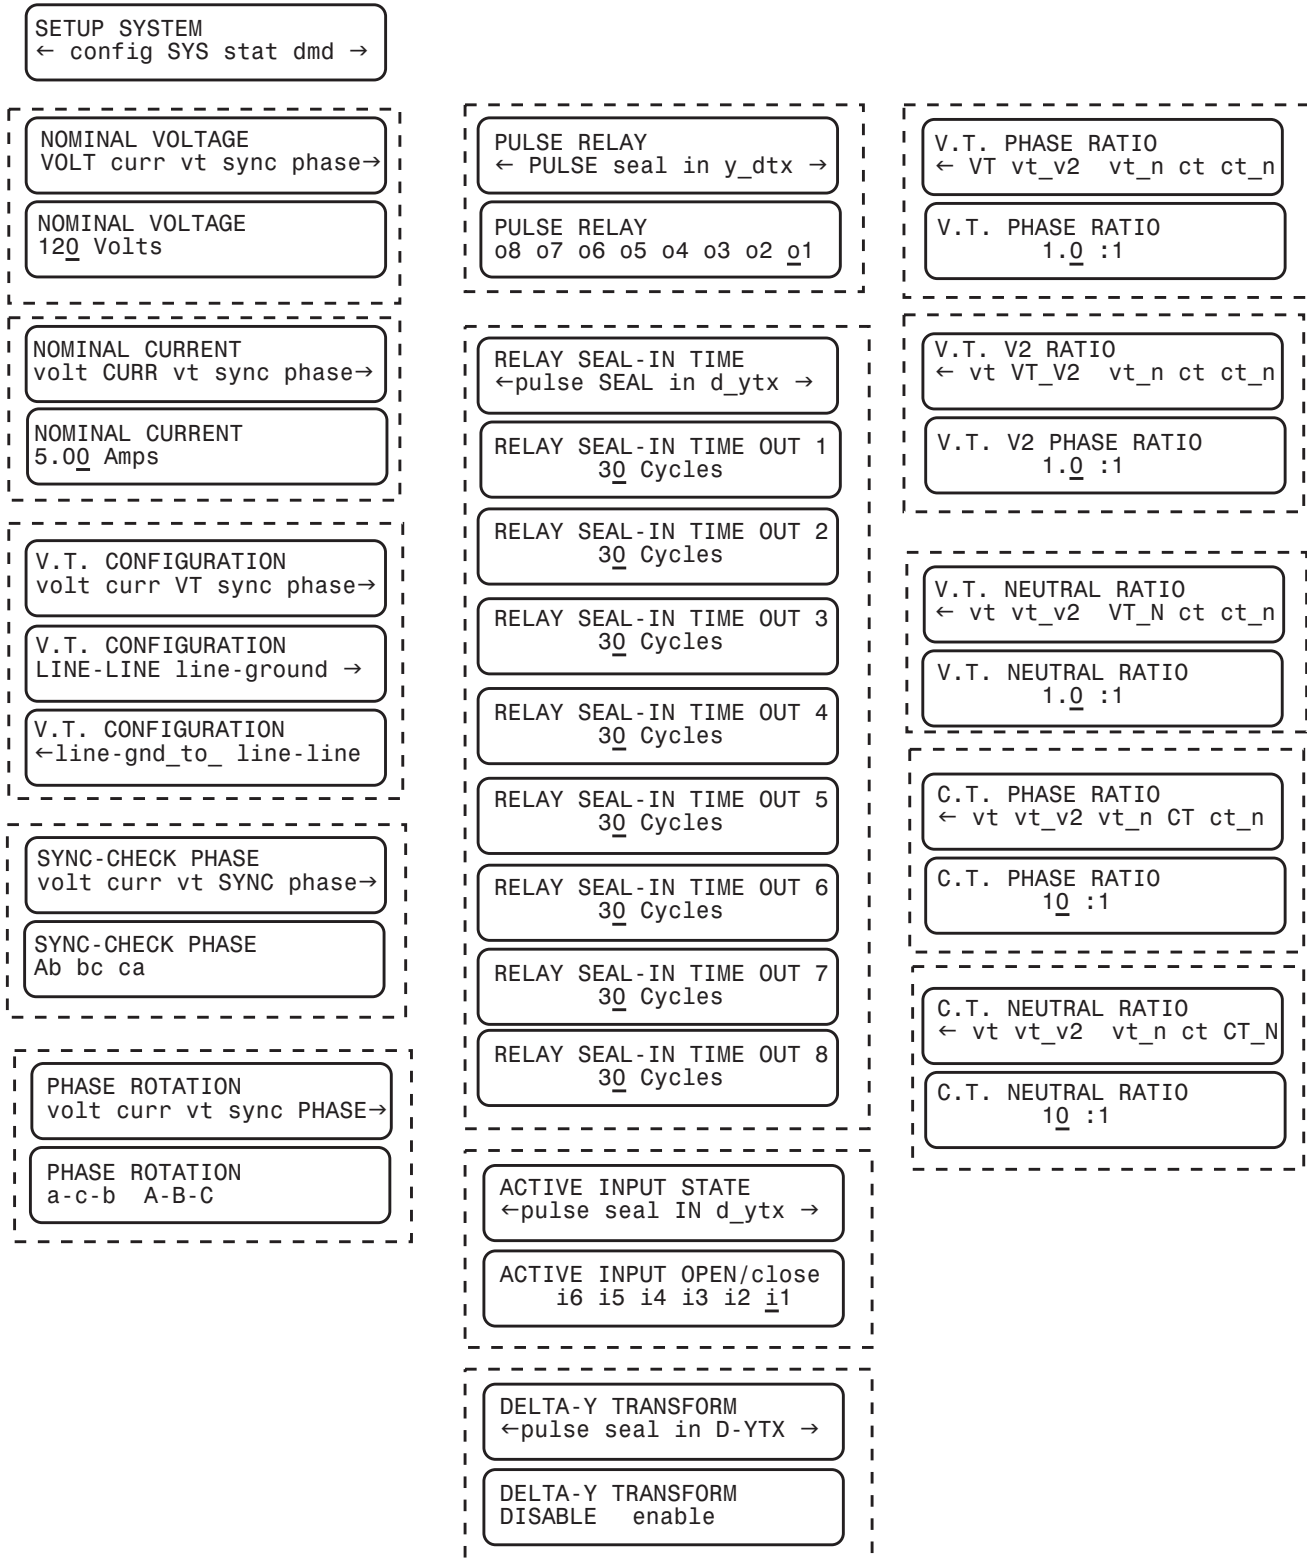 SETUP SYSTEM
← config SYS stat dmd →
NOMINAL VOLTAGE
VOLT curr vt sync phase→
NOMINAL VOLTAGE
120 Volts
NOMINAL CURRENT
volt CURR vt sync phase→
NOMINAL CURRENT
5.00 Amps
V.T. CONFIGURATION
volt curr VT sync phase→
V.T. CONFIGURATION
LINE-LINE line-ground →
V.T. CONFIGURATION
←line-gnd_to_ line-line
SYNC-CHECK PHASE
volt curr vt SYNC phase→
SYNC-CHECK PHASE
Ab bc ca
PHASE ROTATION
volt curr vt sync PHASE→
PHASE ROTATION
a-c-b A-B-C
PULSE RELAY
← PULSE seal in y_dtx →
PULSE RELAY
o8 o7 o6 o5 o4 o3 o2 o1
RELAY SEAL-IN TIME
←pulse SEAL in d_ytx →
RELAY SEAL-IN TIME OUT 1
30 Cycles
RELAY SEAL-IN TIME OUT 2
30 Cycles
RELAY SEAL-IN TIME OUT 3
30 Cycles
RELAY SEAL-IN TIME OUT 4
30 Cycles
RELAY SEAL-IN TIME OUT 5
30 Cycles
RELAY SEAL-IN TIME OUT 6
30 Cycles
RELAY SEAL-IN TIME OUT 7
30 Cycles
RELAY SEAL-IN TIME OUT 8
30 Cycles
ACTIVE INPUT STATE
←pulse seal IN d_ytx →
ACTIVE INPUT OPEN/close
i6 i5 i4 i3 i2 i1
DELTA-Y TRANSFORM
←pulse seal in D-YTX →
DELTA-Y TRANSFORM
DISABLE enable
V.T. PHASE RATIO
← VT vt_v2 vt_n ct ct_n
V.T. PHASE RATIO
1.0 :1
V.T. V2 RATIO
← vt VT_V2 vt_n ct ct_n
V.T. V2 PHASE RATIO
1.0 :1
V.T. NEUTRAL RATIO
← vt vt_v2 VT_N ct ct_n
V.T. NEUTRAL RATIO
1.0 :1
C.T. PHASE RATIO
← vt vt_v2 vt_n CT ct_n
C.T. PHASE RATIO
10 :1
C.T. NEUTRAL RATIO
← vt vt_v2 vt_n ct CT_N
C.T. NEUTRAL RATIO
10 :1